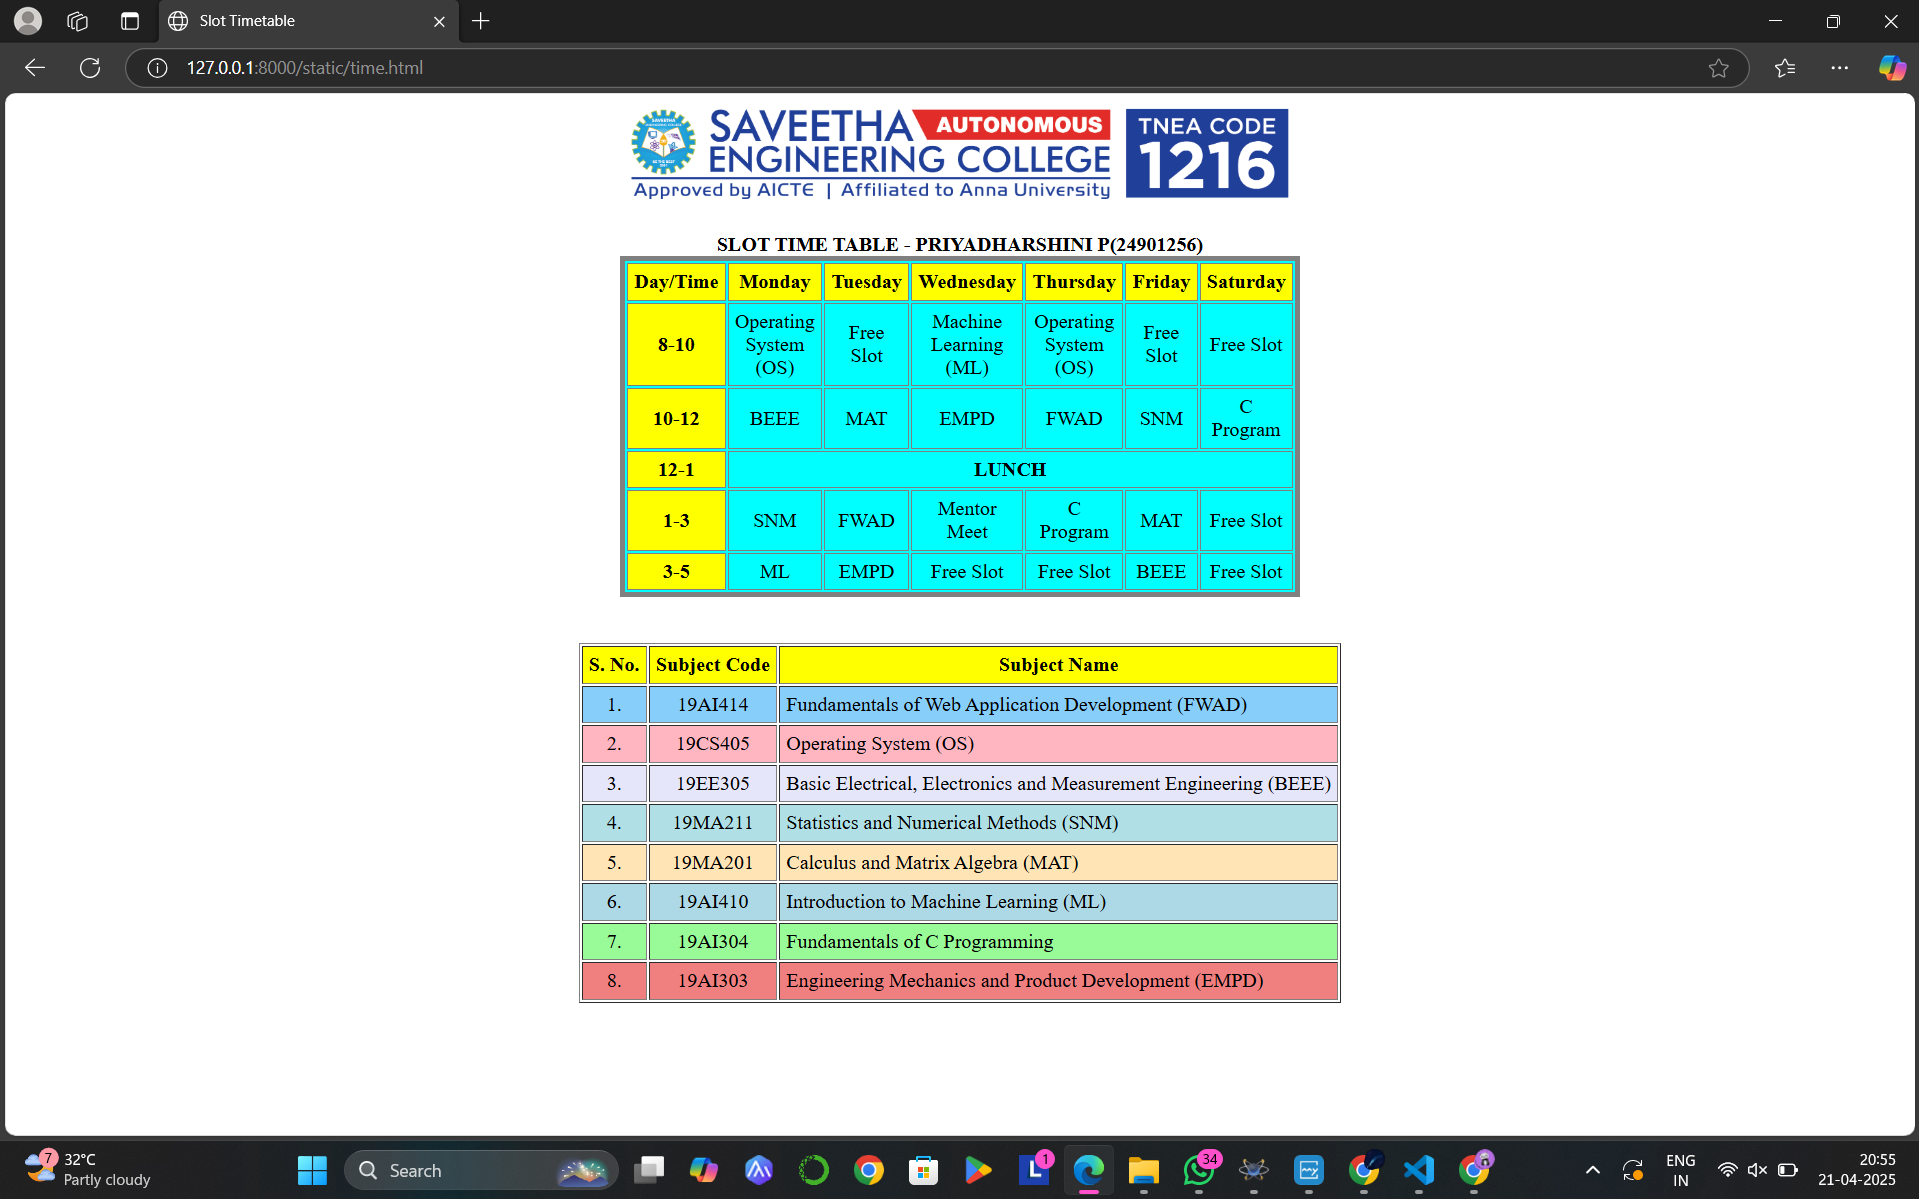 Slot Timetable
127.0.0.1:8000/static/time.html
SAVEETHA AUTONOMOUS
ENGINEERING COLLEGE
Approved by AICTE | Affiliated to Anna University
TNEA CODE
1216
SLOT TIME TABLE - PRIYADHARSHINI P(24901256)
Day/Time Monday Tuesday Wednesday Thursday Friday Saturday
8-10 Operating System (OS) Free Slot Machine Learning (ML) Operating System (OS) Free Slot Free Slot
10-12 BEEE MAT EMPD FWAD SNM C Program
12-1 LUNCH
1-3 SNM FWAD Mentor Meet C Program MAT Free Slot
3-5 ML EMPD Free Slot Free Slot BEEE Free Slot
S. No. Subject Code Subject Name
1. 19AI414 Fundamentals of Web Application Development (FWAD)
2. 19CS405 Operating System (OS)
3. 19EE305 Basic Electrical, Electronics and Measurement Engineering (BEEE)
4. 19MA211 Statistics and Numerical Methods (SNM)
5. 19MA201 Calculus and Matrix Algebra (MAT)
6. 19AI410 Introduction to Machine Learning (ML)
7. 19AI304 Fundamentals of C Programming
8. 19AI303 Engineering Mechanics and Product Development (EMPD)
7
32°C
Partly cloudy
Search
1
34
ENG
IN
20:55
21-04-2025